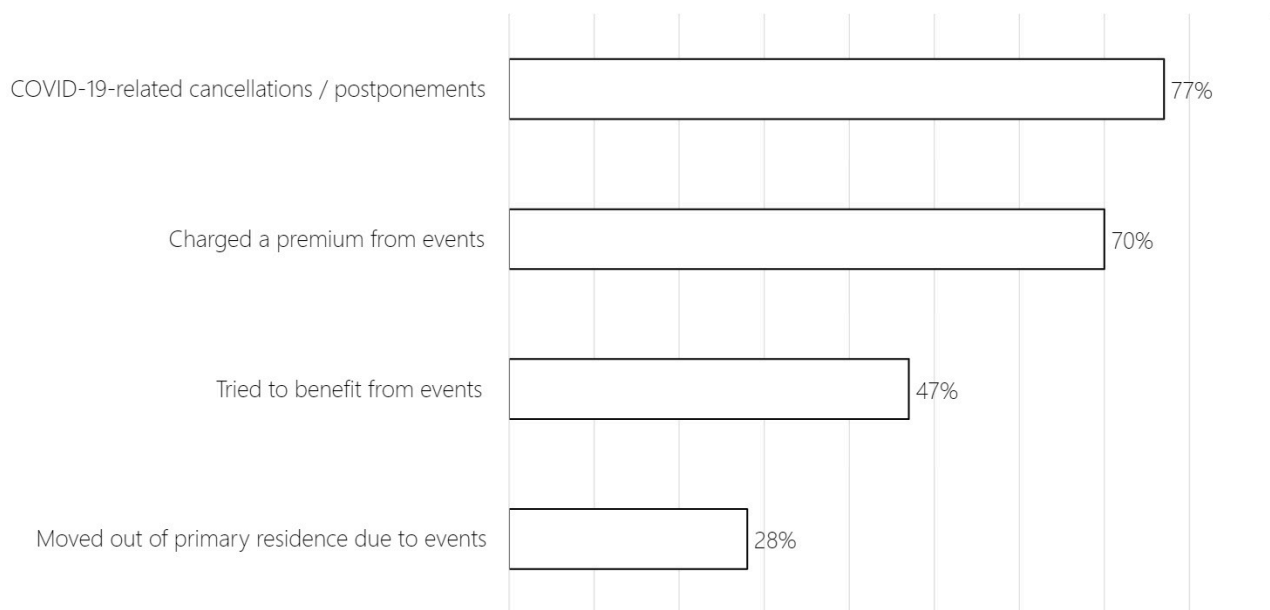 COVID-19-related cancellations / postponements 77%
Charged a premium from events 70%
Tried to benefit from events 47%
Moved out of primary residence due to events 28%